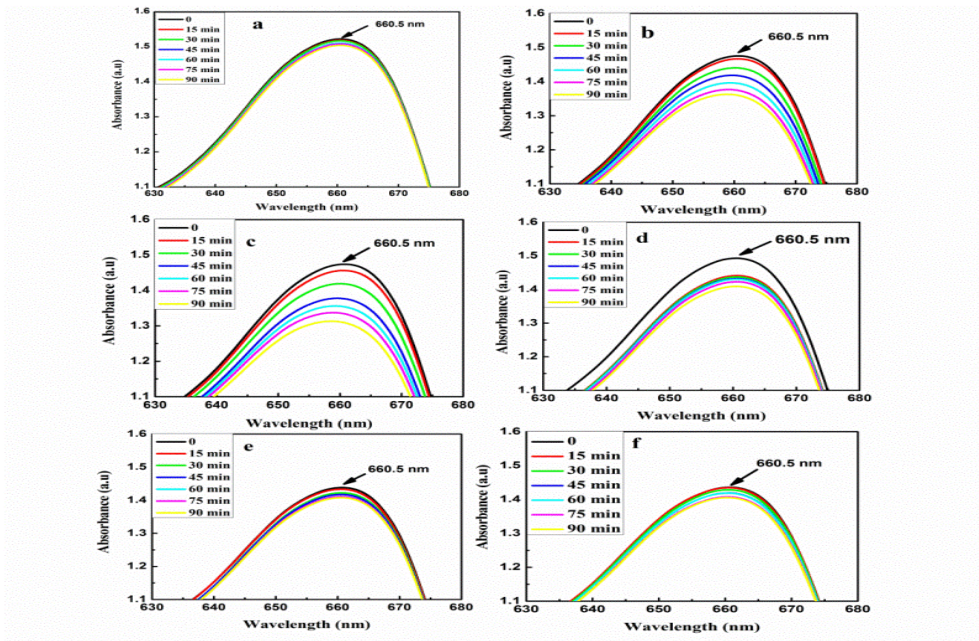 a
660.5 nm
0
15 min
30 min
45 min
60 min
75 min
90 min
1.6
1.5
1.4
1.3
1.2
1.1
Absorbance (a.u)
630 640 650 660 670 680
Wavelength (nm)
b
660.5 nm
0
15 min
30 min
45 min
60 min
75 min
90 min
1.6
1.5
1.4
1.3
1.2
1.1
Absorbance (a.u)
630 640 650 660 670 680
Wavelength (nm)
c
660.5 nm
0
15 min
30 min
45 min
60 min
75 min
90 min
1.6
1.5
1.4
1.3
1.2
1.1
Absorbance (a.u)
630 640 650 660 670 680
Wavelength (nm)
d
660.5 nm
0
15 min
30 min
45 min
60 min
75 min
90 min
1.6
1.5
1.4
1.3
1.2
1.1
Absorbance (a.u)
630 640 650 660 670 680
Wavelength (nm)
e
660.5 nm
0
15 min
30 min
45 min
60 min
75 min
90 min
1.6
1.5
1.4
1.3
1.2
1.1
Absorbance (a.u)
630 640 650 660 670 680
Wavelength (nm)
f
660.5 nm
0
15 min
30 min
45 min
60 min
75 min
90 min
1.6
1.5
1.4
1.3
1.2
1.1
Absorbance (a.u)
630 640 650 660 670 680
Wavelength (nm)